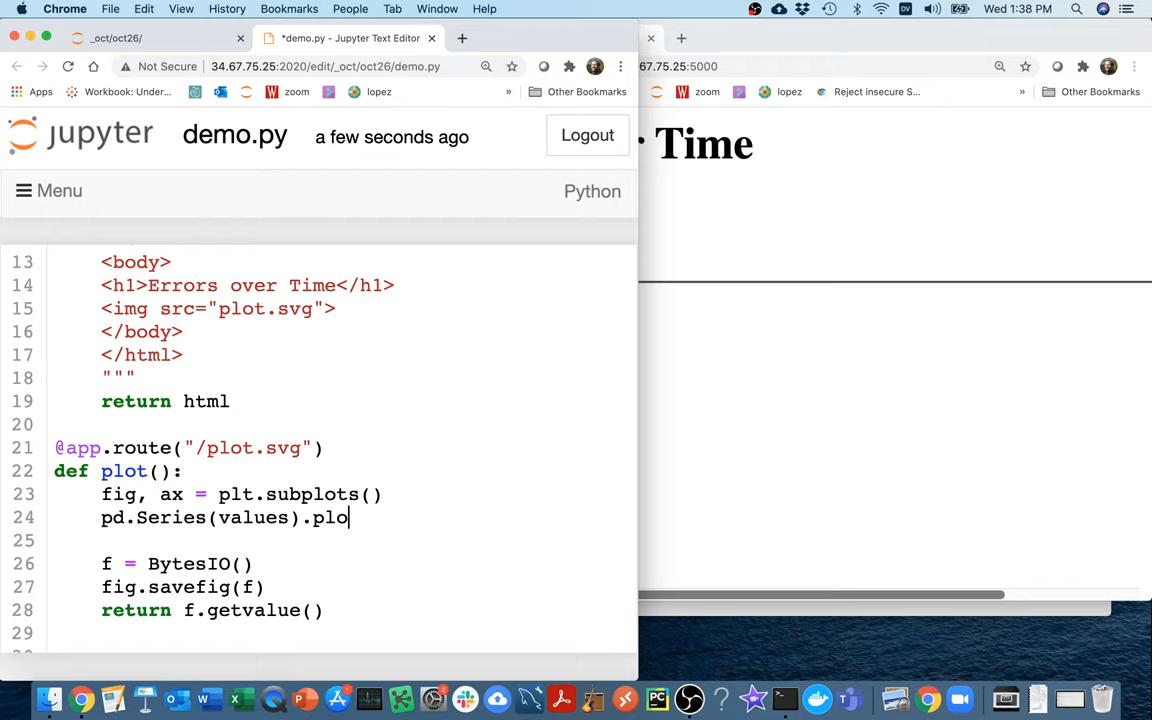 Chrome File Edit View History Bookmarks People Tab Window Help Wed 1:38 PM
_oct/oct26/ × *demo.py - Jupyter Text Editor × +
× +
Not Secure 34.67.75.25:2020/edit/_oct/oct26/demo.py
67.75.25:5000
Apps Workbook: Under... zoom lopez » Other Bookmarks
zoom lopez Reject insecure S... » Other Bookmarks
jupyter demo.py a few seconds ago Logout
r Time
Menu Python
13 <body>
14 <h1>Errors over Time</h1>
15 <img src="plot.svg">
16 </body>
17 </html>
18 """
19 return html
20
21 @app.route("/plot.svg")
22 def plot():
23 fig, ax = plt.subplots()
24 pd.Series(values).plo
25
26 f = BytesIO()
27 fig.savefig(f)
28 return f.getvalue()
29